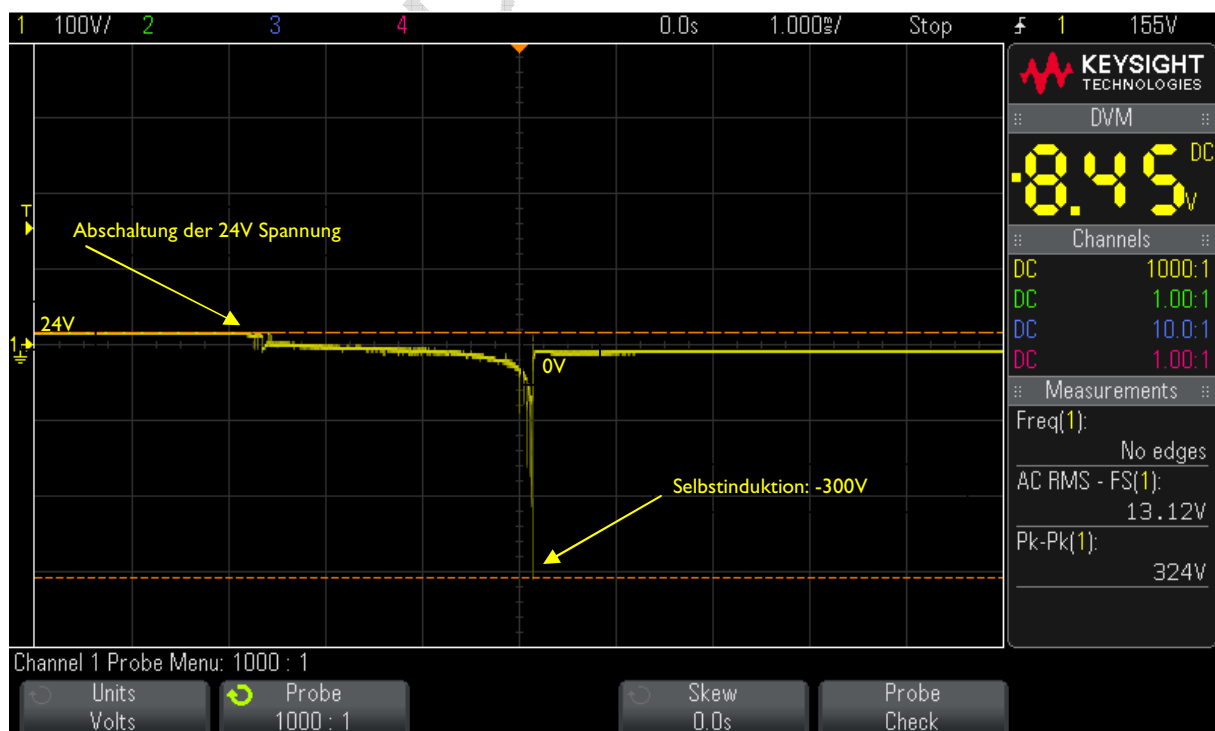 1 100V/ 2 3 4 0.0s 1.000ms/ Stop 1 155V
KEYSIGHT
TECHNOLOGIES
DVM
-8.45 DC
V
T
Abschaltung der 24V Spannung
24V
1
0V
Selbstinduktion: -300V
Channels
DC 1000:1
DC 1.00:1
DC 10.0:1
DC 1.00:1
Measurements
Freq(1):
No edges
AC RMS - FS(1):
13.12V
Pk-Pk(1):
324V
Channel 1 Probe Menu: 1000 : 1
Units
Volts
Probe
1000 : 1
Skew
0.0s
Probe
Check